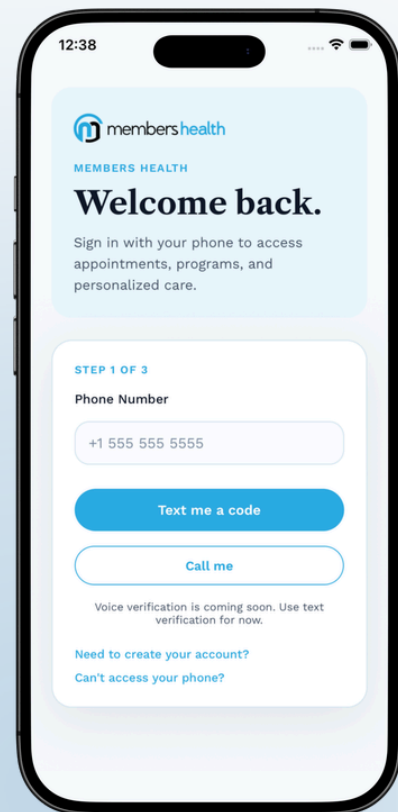 12:38
members health
MEMBERS HEALTH
Welcome back.
Sign in with your phone to access
appointments, programs, and
personalized care.
STEP 1 OF 3
Phone Number
+1 555 555 5555
Text me a code
Call me
Voice verification is coming soon. Use text
verification for now.
Need to create your account?
Can't access your phone?